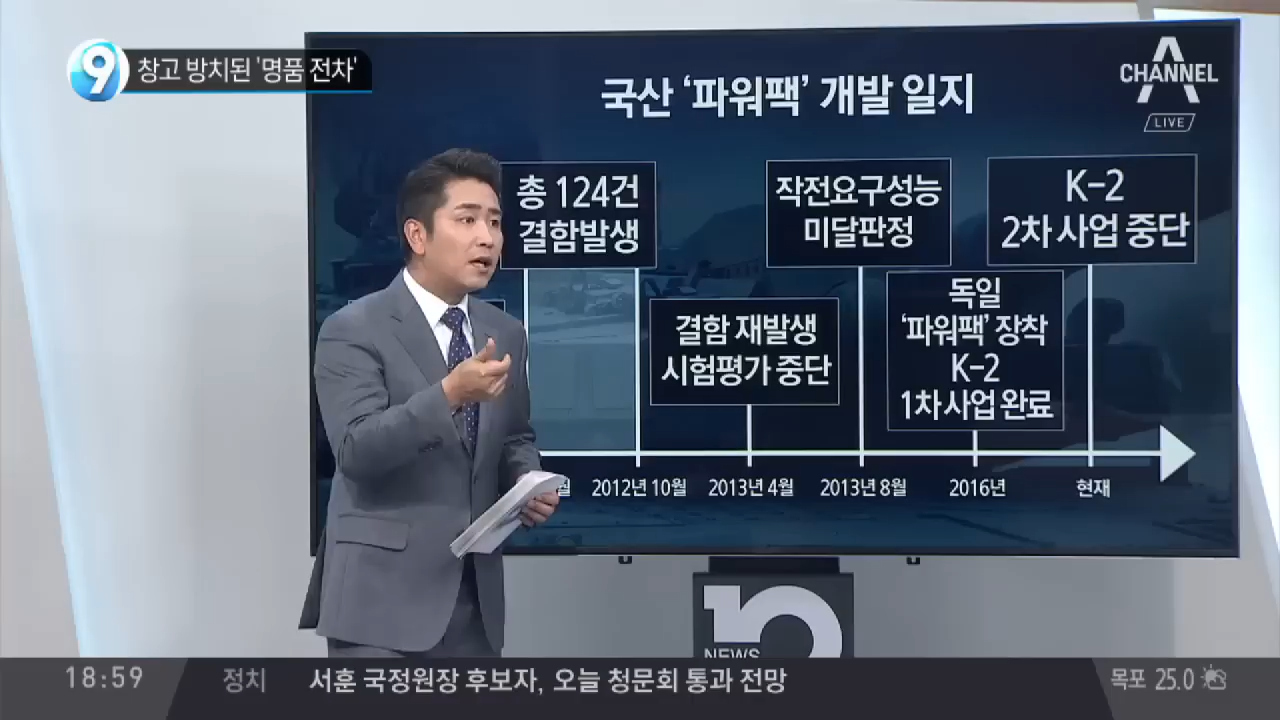 9 창고 방치된 '명품 전차'
CHANNEL A
LIVE
국산 ‘파워팩’ 개발 일지
총 124건
결함발생
작전요구성능
미달판정
K-2
2차 사업 중단
결함 재발생
시험평가 중단
독일
‘파워팩’ 장착
K-2
1차 사업 완료
월 2012년 10월 2013년 4월 2013년 8월 2016년 현재
NEWS
10
18:59 정치 서훈 국정원장 후보자, 오늘 청문회 통과 전망 목포 25.0